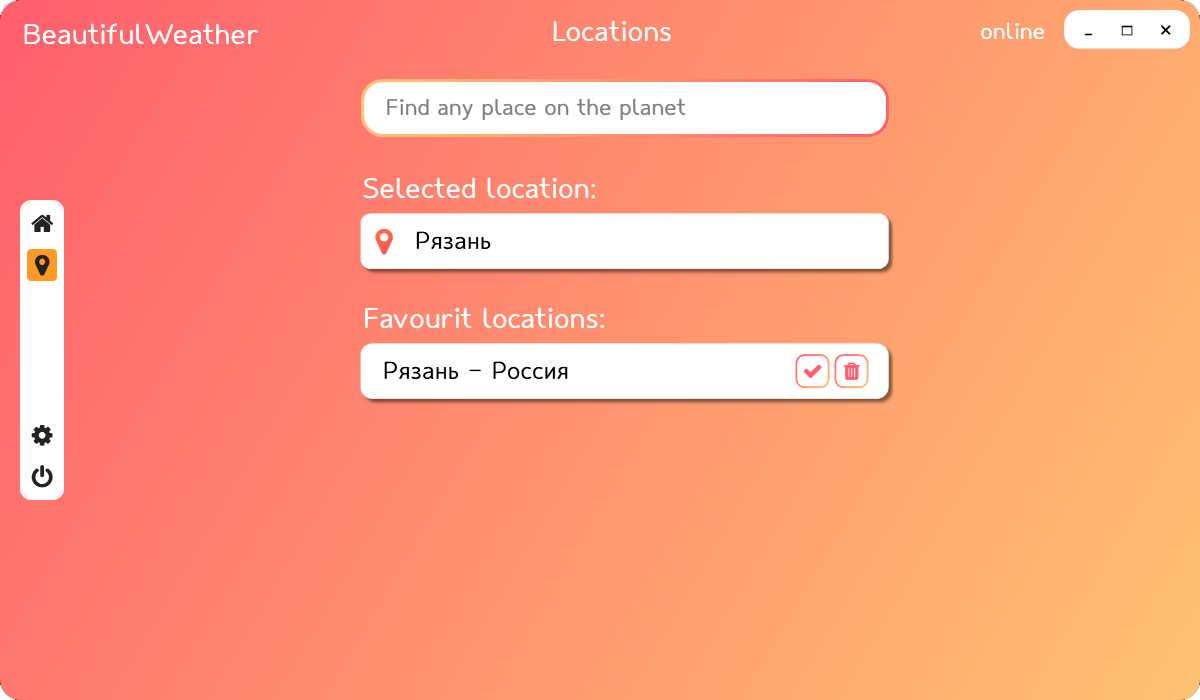 BeautifulWeather
Locations
online
Find any place on the planet
Selected location:
Рязань
Favourit locations:
Рязань - Россия